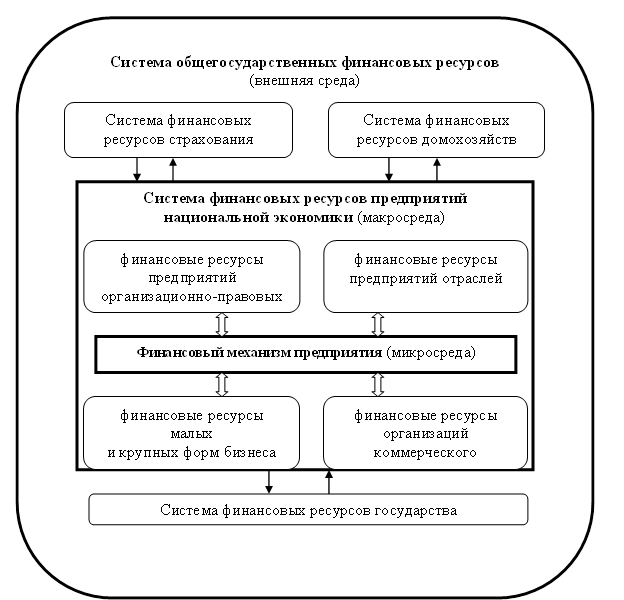 Система общегосударственных финансовых ресурсов
(внешняя среда)
Система финансовых
ресурсов страхования
Система финансовых
ресурсов домохозяйств
Система финансовых ресурсов предприятий
национальной экономики (макросреда)
финансовые ресурсы
предприятий
организационно-правовых
финансовые ресурсы
предприятий отраслей
Финансовый механизм предприятия (микросреда)
финансовые ресурсы
малых
и крупных форм бизнеса
финансовые ресурсы
организаций
коммерческого
Система финансовых ресурсов государства